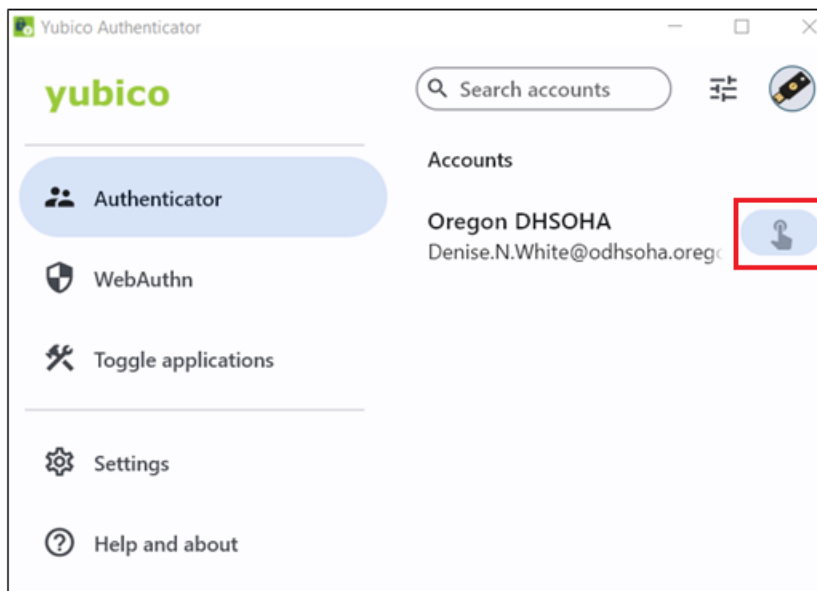 Yubico Authenticator
yubico
Search accounts
Authenticator
WebAuthn
Toggle applications
Settings
Help and about
Accounts
Oregon DHSOHA
Denise.N.White@odhsoha.oreg